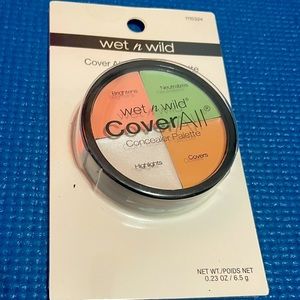 wet n wild®
Cover All
Brightens
Neutralizes
wet n wild®
CoverAll®
Concealer Palette
Highlights
Covers
NET WT./POIDS NET
0.23 OZ / 6.5 g